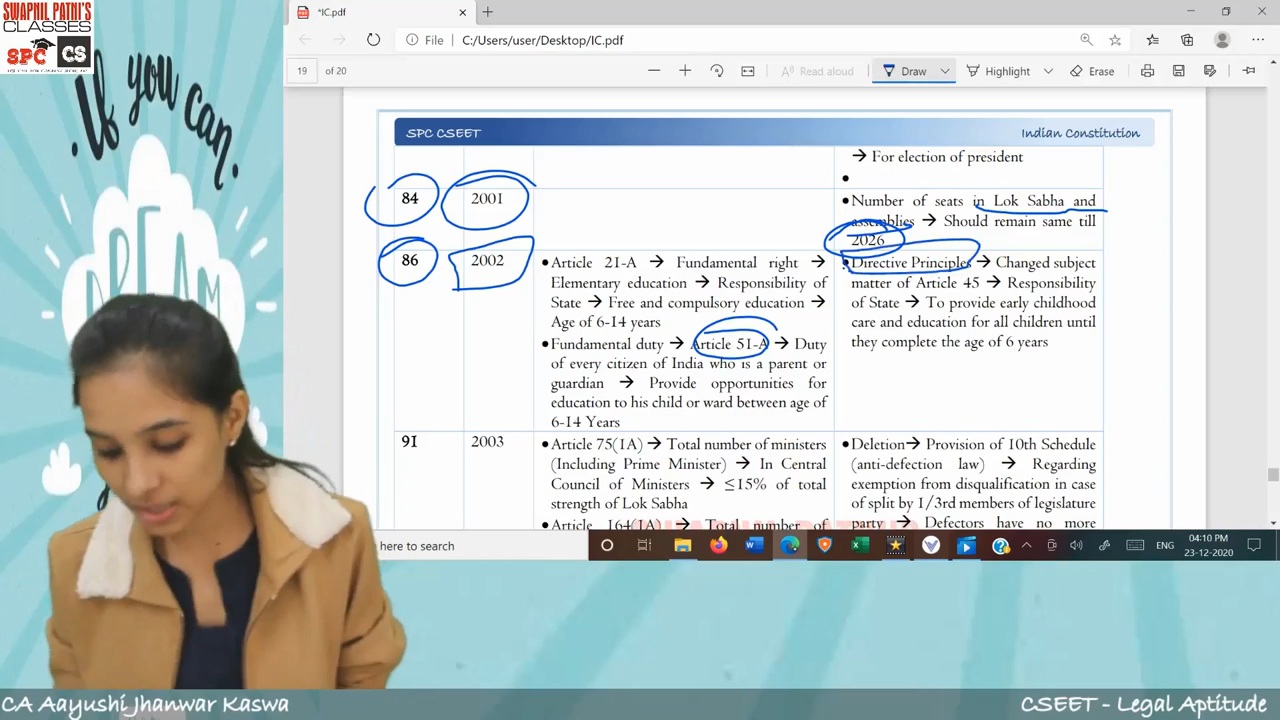 SWAPNIL PATNI'S
CLASSES
SPC CS
If you can
DREAM
*IC.pdf
File C:/Users/user/Desktop/IC.pdf
19 of 20 Read aloud Draw Highlight Erase
SPC CSEET Indian Constitution
→ For election of president
84 2001 • Number of seats in Lok Sabha and
assemblies → Should remain same till
2026
86 2002 • Article 21-A → Fundamental right →
Elementary education → Responsibility of
State → Free and compulsory education →
Age of 6-14 years
• Fundamental duty → Article 51-A → Duty
of every citizen of India who is a parent or
guardian → Provide opportunities for
education to his child or ward between age of
6-14 Years
• Directive Principles → Changed subject
matter of Article 45 → Responsibility
of State → To provide early childhood
care and education for all children until
they complete the age of 6 years
91 2003 • Article 75(1A) → Total number of ministers
(Including Prime Minister) → In Central
Council of Ministers → ≤15% of total
strength of Lok Sabha
• Article 164(1A) → Total number of
• Deletion→ Provision of 10th Schedule
(anti-defection law) → Regarding
exemption from disqualification in case
of split by 1/3rd members of legislature
party → Defectors have no more
here to search
ENG 04:10 PM
23-12-2020
CA Aayushi Jhanwar Kaswa CSEET - Legal Aptitude